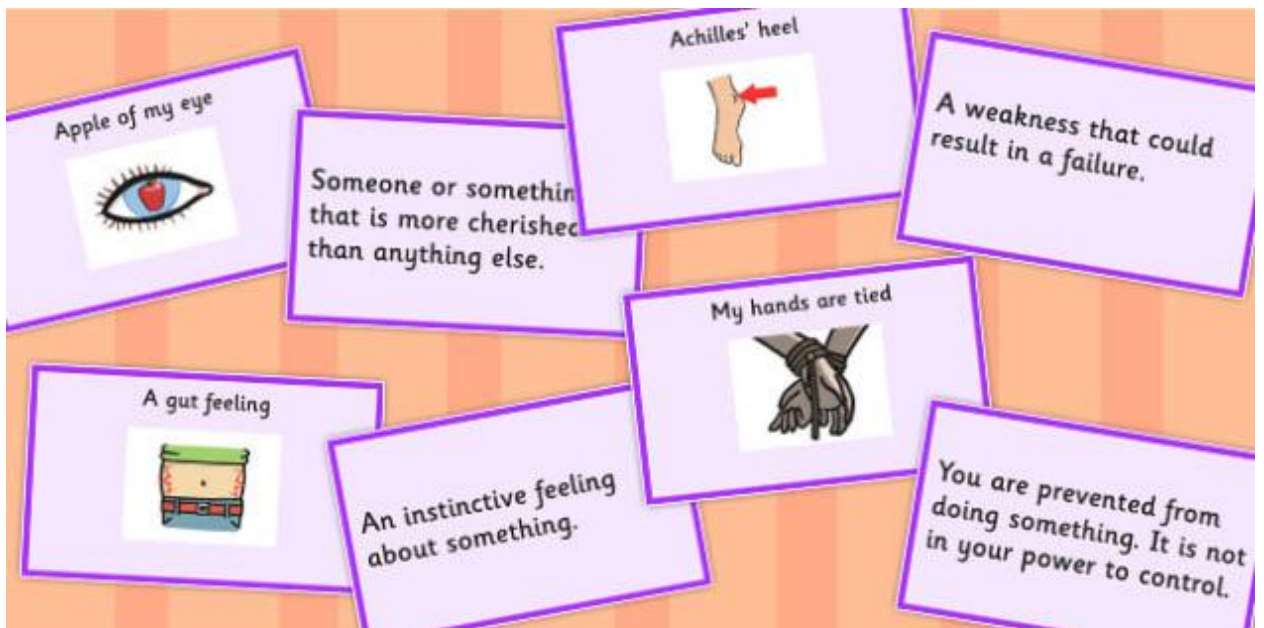 Apple of my eye
Someone or somethin
that is more cherished
than anything else.
Achilles' heel
A weakness that could
result in a failure.
A gut feeling
An instinctive feeling
about something.
My hands are tied
You are prevented from
doing something. It is not
in your power to control.